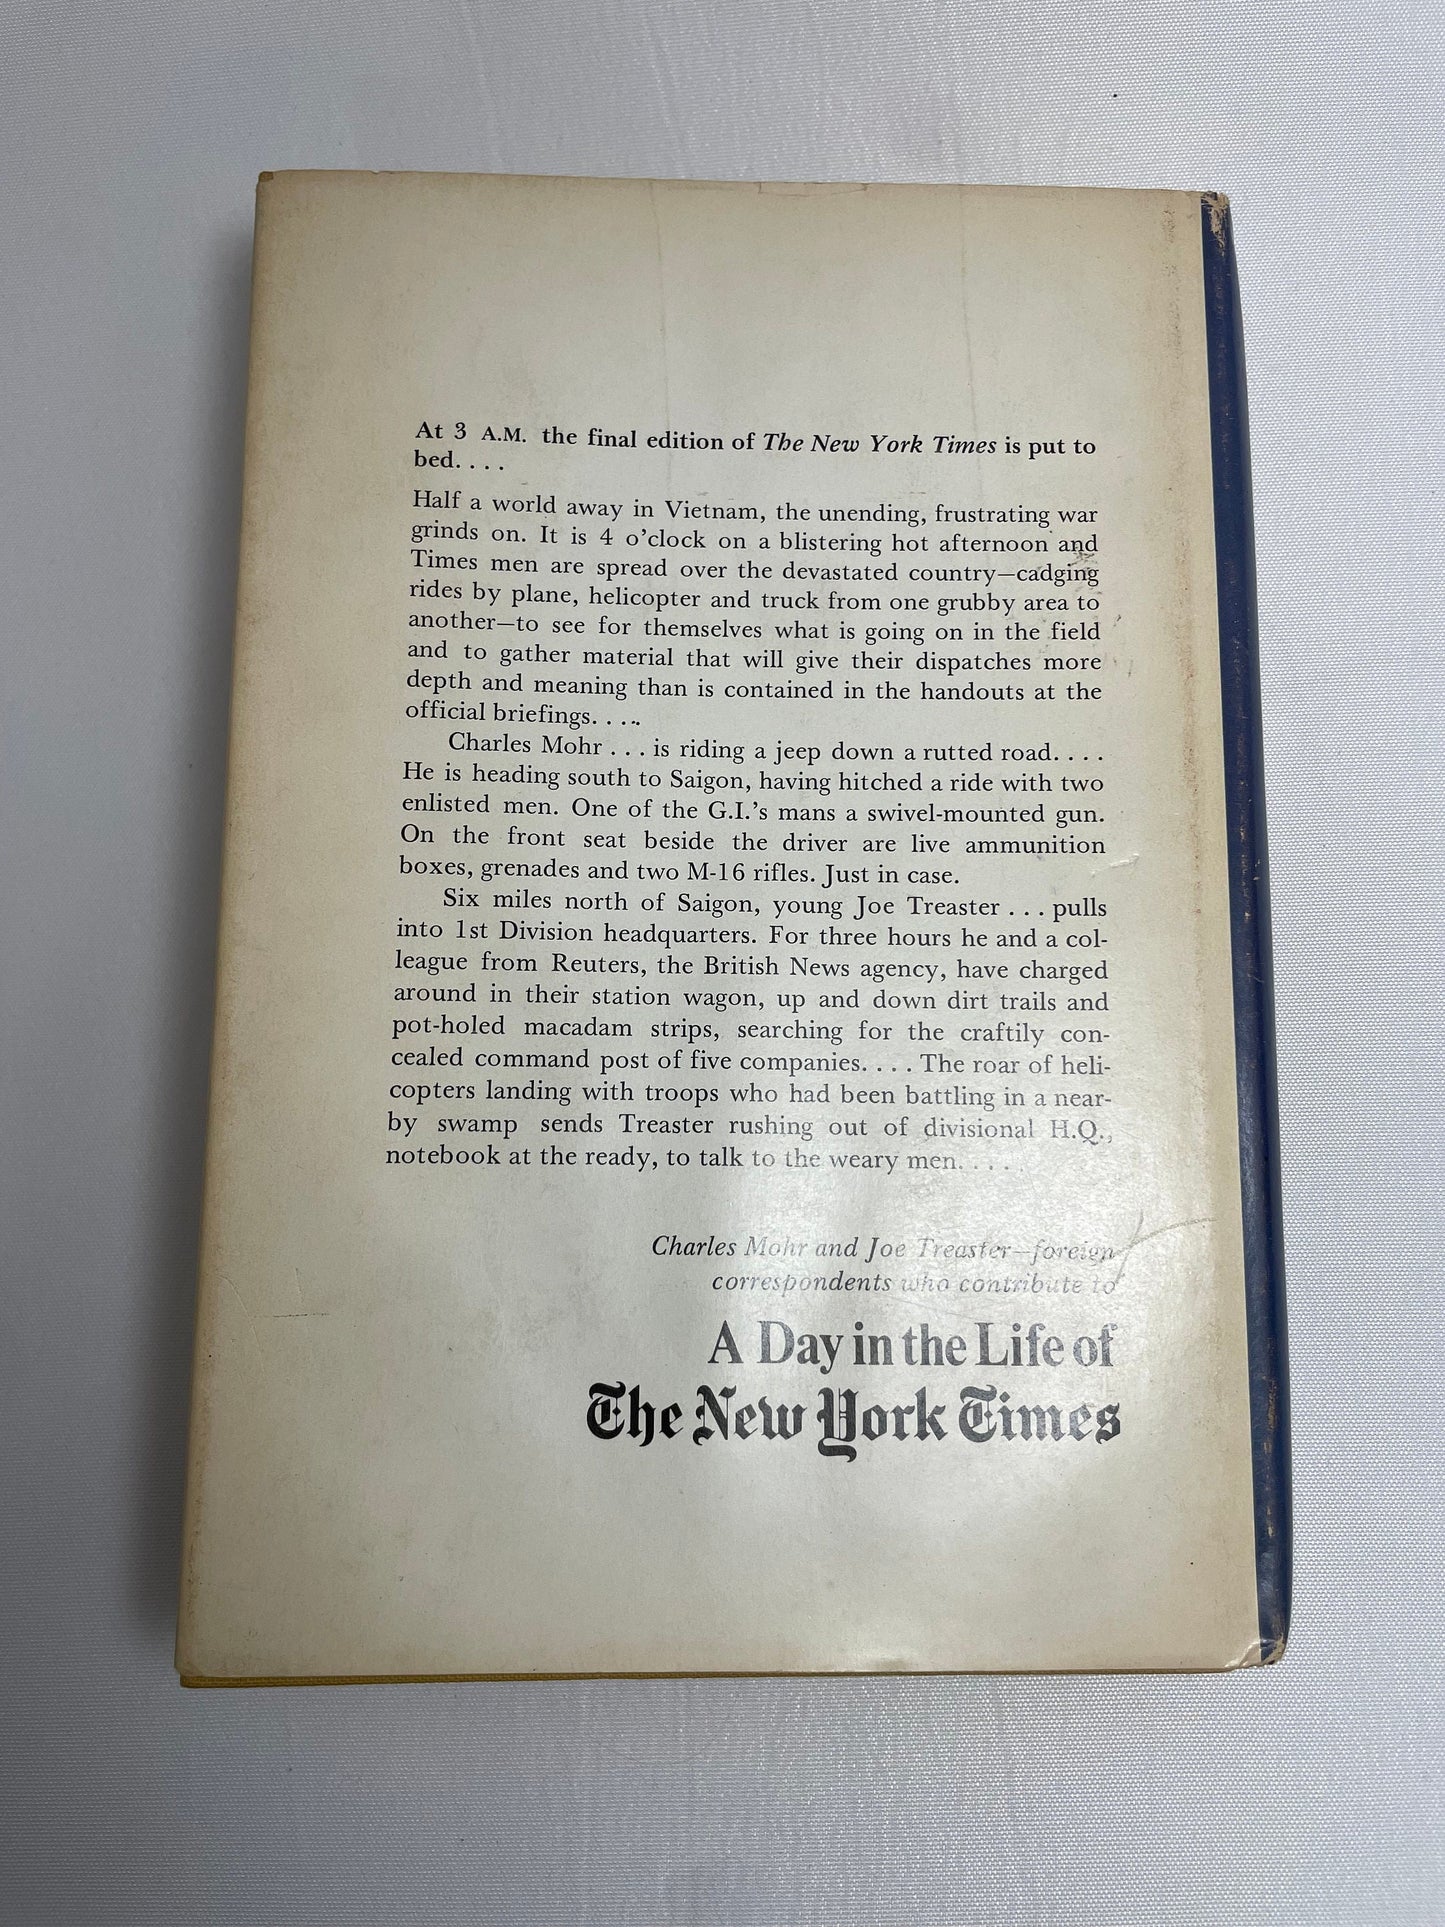 At 3 A.M. the final edition of The New York Times is put to
bed. . . .
Half a world away in Vietnam, the unending, frustrating war
grinds on. It is 4 o'clock on a blistering hot afternoon and
Times men are spread over the devastated country—cadging
rides by plane, helicopter and truck from one grubby area to
another—to see for themselves what is going on in the field
and to gather material that will give their dispatches more
depth and meaning than is contained in the handouts at the
official briefings. . . . .
Charles Mohr . . . is riding a jeep down a rutted road. . . .
He is heading south to Saigon, having hitched a ride with two
enlisted men. One of the G.I.'s mans a swivel-mounted gun.
On the front seat beside the driver are live ammunition
boxes, grenades and two M-16 rifles. Just in case.
Six miles north of Saigon, young Joe Treaster . . . pulls
into 1st Division headquarters. For three hours he and a col-
league from Reuters, the British News agency, have charged
around in their station wagon, up and down dirt trails and
pot-holed macadam strips, searching for the craftily con-
cealed command post of five companies. . . . The roar of heli-
copters landing with troops who had been battling in a near-
by swamp sends Treaster rushing out of divisional H.Q.,
notebook at the ready, to talk to the weary men. . . . .
Charles Mohr and Joe Treaster—foreign
correspondents who contribute to
A Day in the Life of
The New York Times